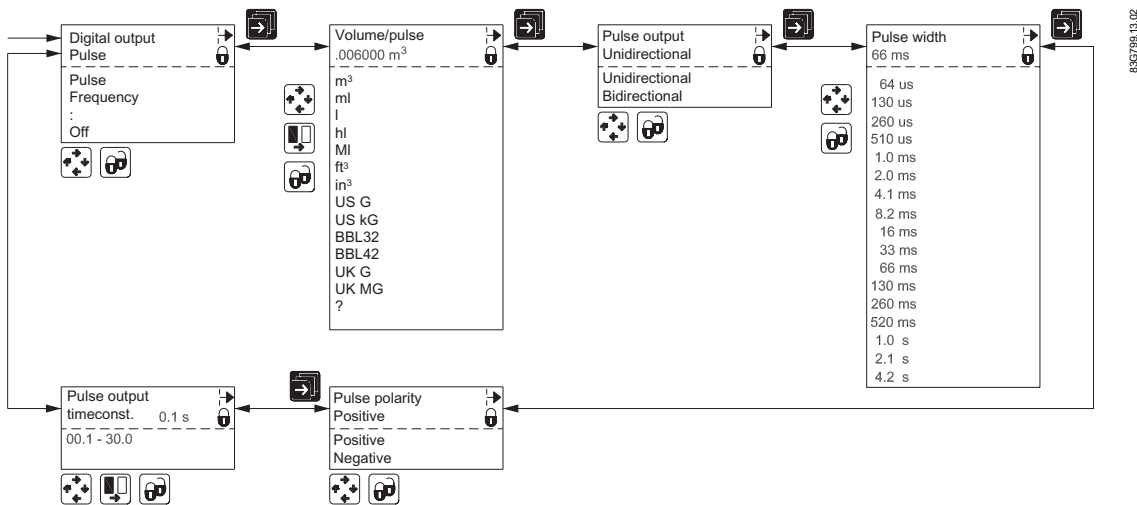 Digital output
Pulse
Pulse
Frequency
:
Off
Volume/pulse
.006000 m³
m³
ml
l
hl
Ml
ft³
in³
US G
US kG
BBL32
BBL42
UK G
UK MG
?
Pulse output
Unidirectional
Unidirectional
Bidirectional
Pulse width
66 ms
64 us
130 us
260 us
510 us
1.0 ms
2.0 ms
4.1 ms
8.2 ms
16 ms
33 ms
66 ms
130 ms
260 ms
520 ms
1.0 s
2.1 s
4.2 s
83G799.13.02
Pulse output
timeconst. 0.1 s
00.1 - 30.0
Pulse polarity
Positive
Positive
Negative